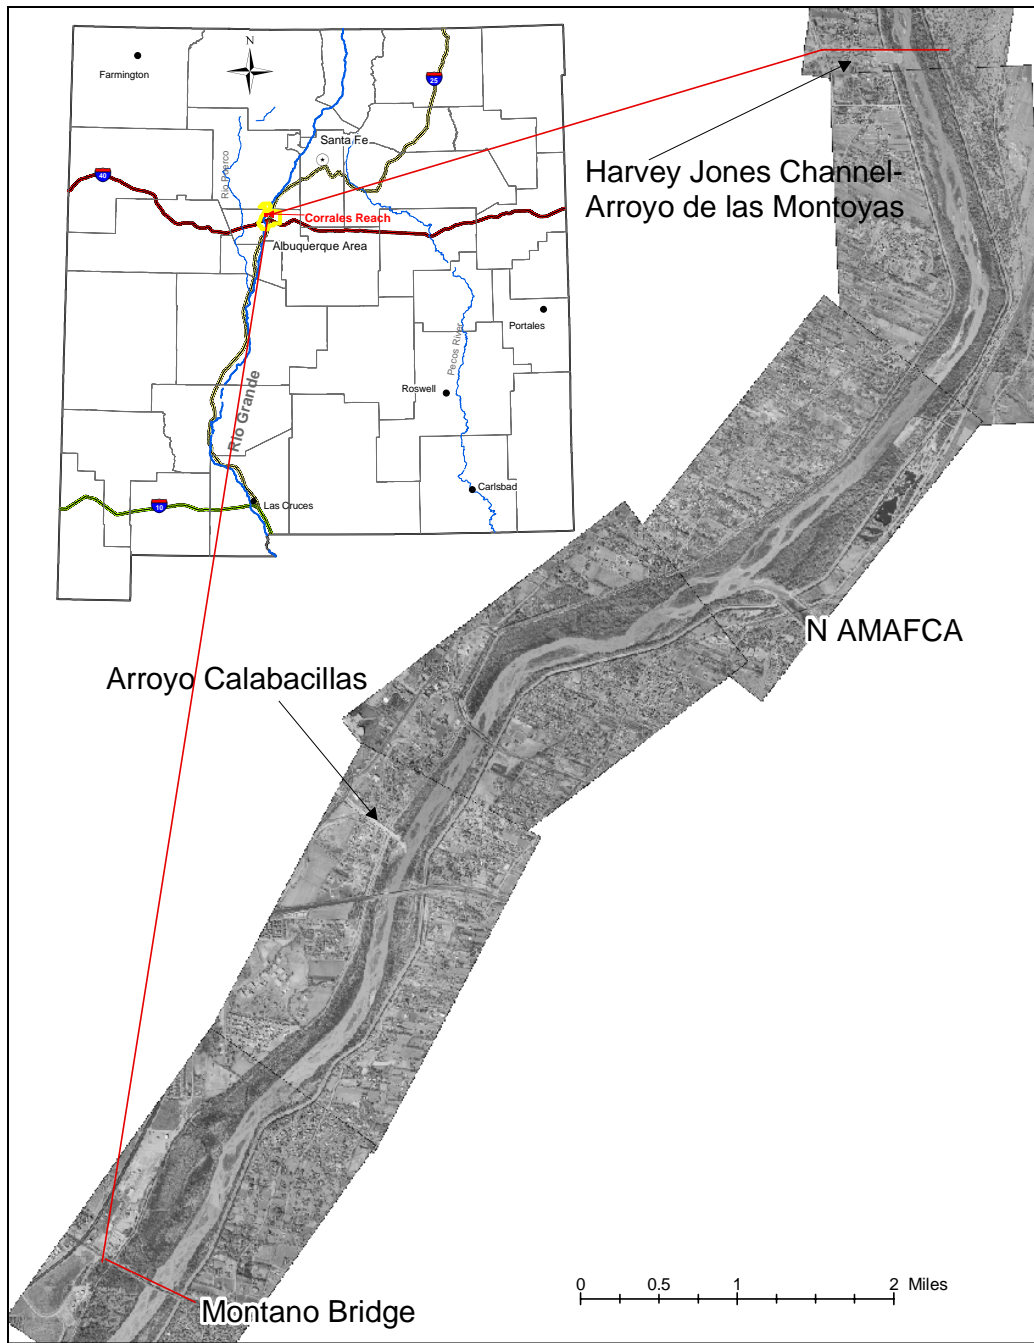 N
Farmington
25
Santa Fe
Rio Puerco
40
Corrales Reach
Albuquerque Area
Portales
Pecos River
Roswell
Rio Grande
Carlsbad
10
Las Cruces
Harvey Jones Channel-
Arroyo de las Montoyas
N AMAFCA
Arroyo Calabacillas
Montano Bridge
0 0.5 1 2 Miles